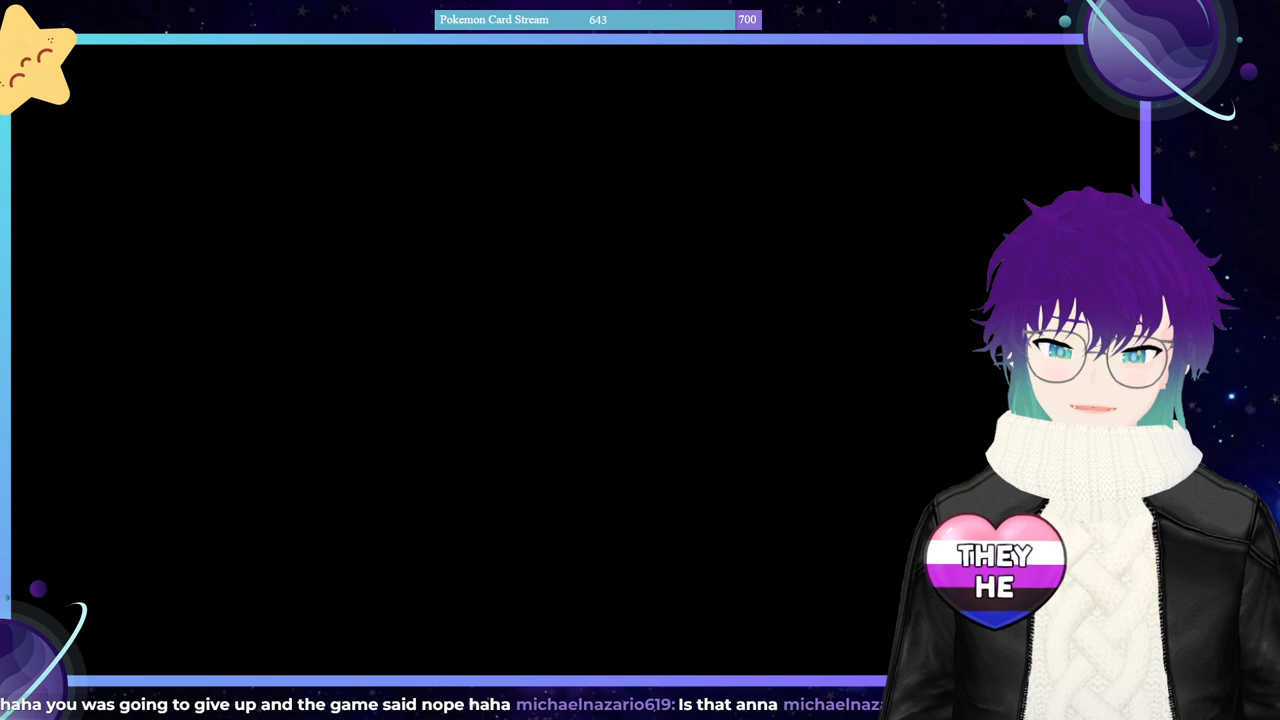 Pokemon Card Stream 643 700
THEY
HE
haha you was going to give up and the game said nope haha michaelnazario619: Is that anna michaelnaza